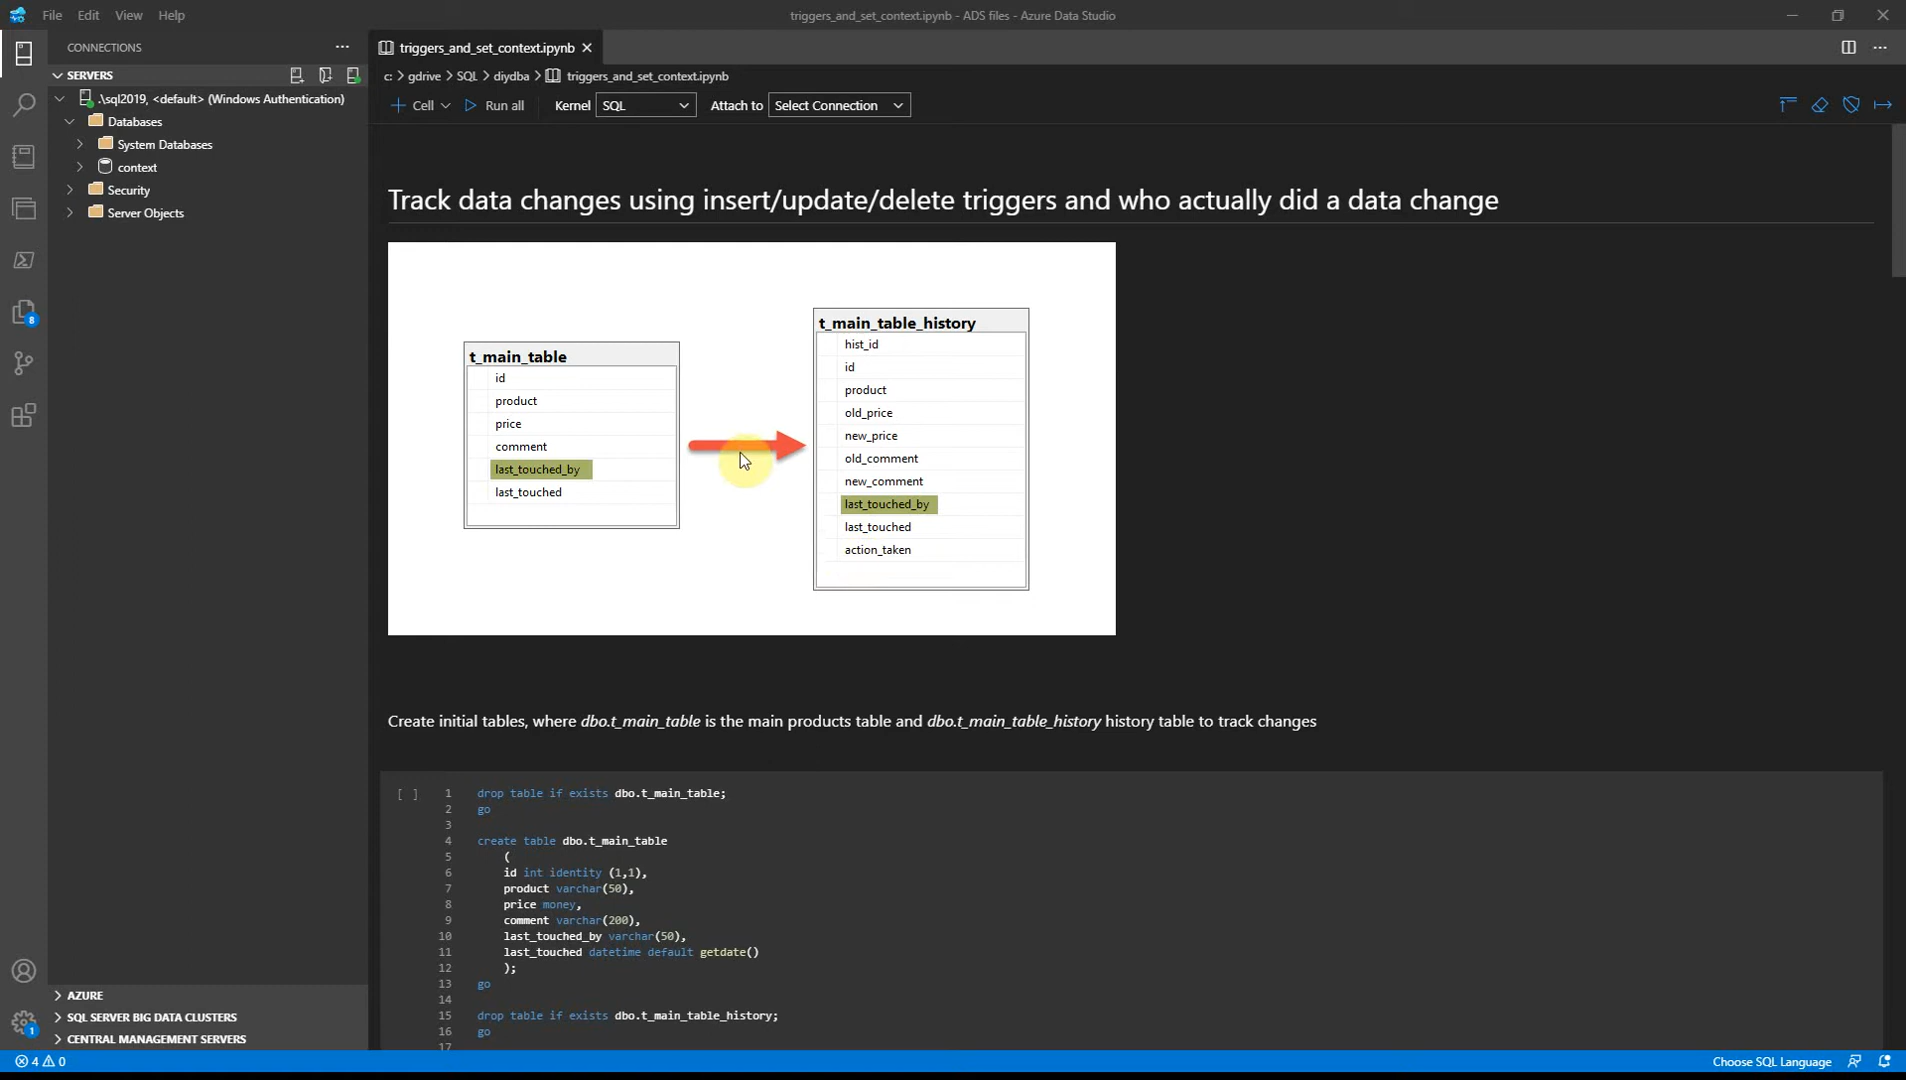 File Edit View Help
triggers_and_set_context.ipynb - ADS files - Azure Data Studio
CONNECTIONS
SERVERS
.\sql2019, <default> (Windows Authentication)
Databases
System Databases
context
Security
Server Objects
AZURE
SQL SERVER BIG DATA CLUSTERS
CENTRAL MANAGEMENT SERVERS
8
1
triggers_and_set_context.ipynb
c: > gdrive > SQL > diydba > triggers_and_set_context.ipynb
Cell Run all Kernel SQL Attach to Select Connection
Track data changes using insert/update/delete triggers and who actually did a data change
t_main_table
id
product
price
comment
last_touched_by
last_touched
t_main_table_history
hist_id
id
product
old_price
new_price
old_comment
new_comment
last_touched_by
last_touched
action_taken
Create initial tables, where dbo.t_main_table is the main products table and dbo.t_main_table_history history table to track changes
[ ]
1 drop table if exists dbo.t_main_table;
2 go
3
4 create table dbo.t_main_table
5 (
6 id int identity (1,1),
7 product varchar(50),
8 price money,
9 comment varchar(200),
10 last_touched_by varchar(50),
11 last_touched datetime default getdate()
12 );
13 go
14
15 drop table if exists dbo.t_main_table_history;
16 go
17
4 0
Choose SQL Language